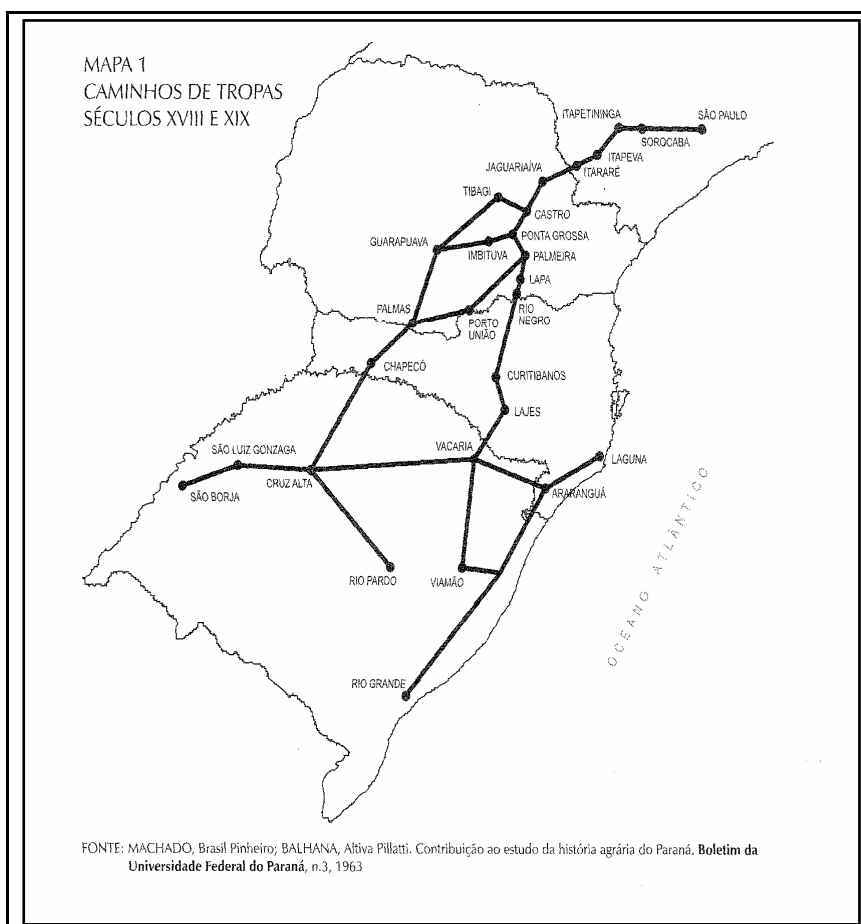 MAPA 1
CAMINHOS DE TROPAS
SÉCULOS XVIII E XIX
ITAPETININGA
SÃO PAULO
SOROCABA
ITAPEVA
ITARARÉ
JAGUARIAÍVA
TIBAGI
CASTRO
GUARAPUAVA
PONTA GROSSA
IMBITUVA
PALMEIRA
LAPA
PALMAS
RIO
NEGRO
PORTO
UNIÃO
CHAPECÓ
CURITIBANOS
LAJES
SÃO LUIZ GONZAGA
VACARIA
LAGUNA
CRUZ ALTA
SÃO BORJA
ARARANGUÁ
RIO PARDO
VIAMÃO
OCEANO ATLÂNTICO
RIO GRANDE
FONTE: MACHADO, Brasil Pinheiro; BALHANA, Altiva Pillatti. Contribuição ao estudo da história agrária do Paraná. Boletim da
Universidade Federal do Paraná, n.3, 1963